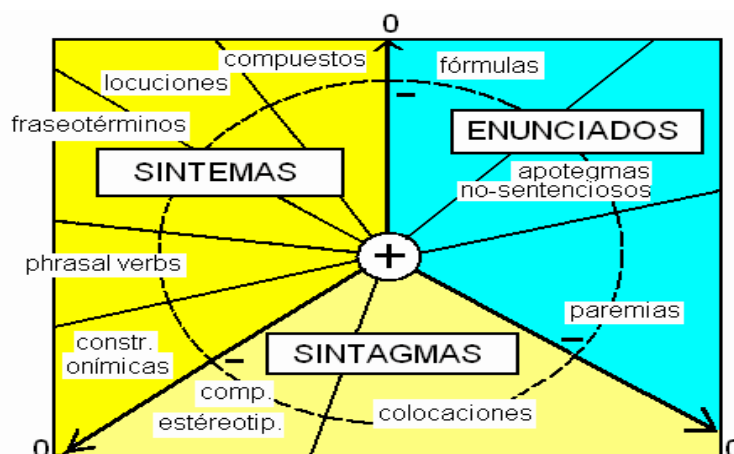 0
compuestos
fórmulas
locuciones
fraseotérminos
–
ENUNCIADOS
SINTEMAS
apotegmas
no-sentenciosos
+
phrasal verbs
paremias
constr.
onímicas
SINTAGMAS
–
–
comp.
estéreotip.
colocaciones
0
0